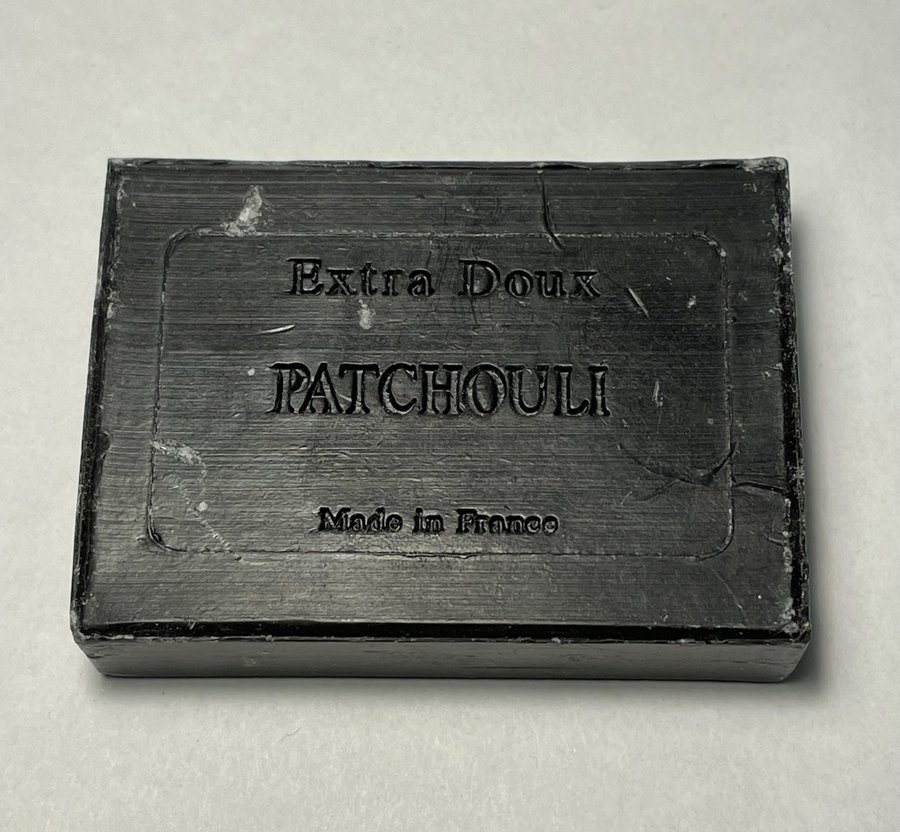 Extra Doux
PATCHOULI
Made in France